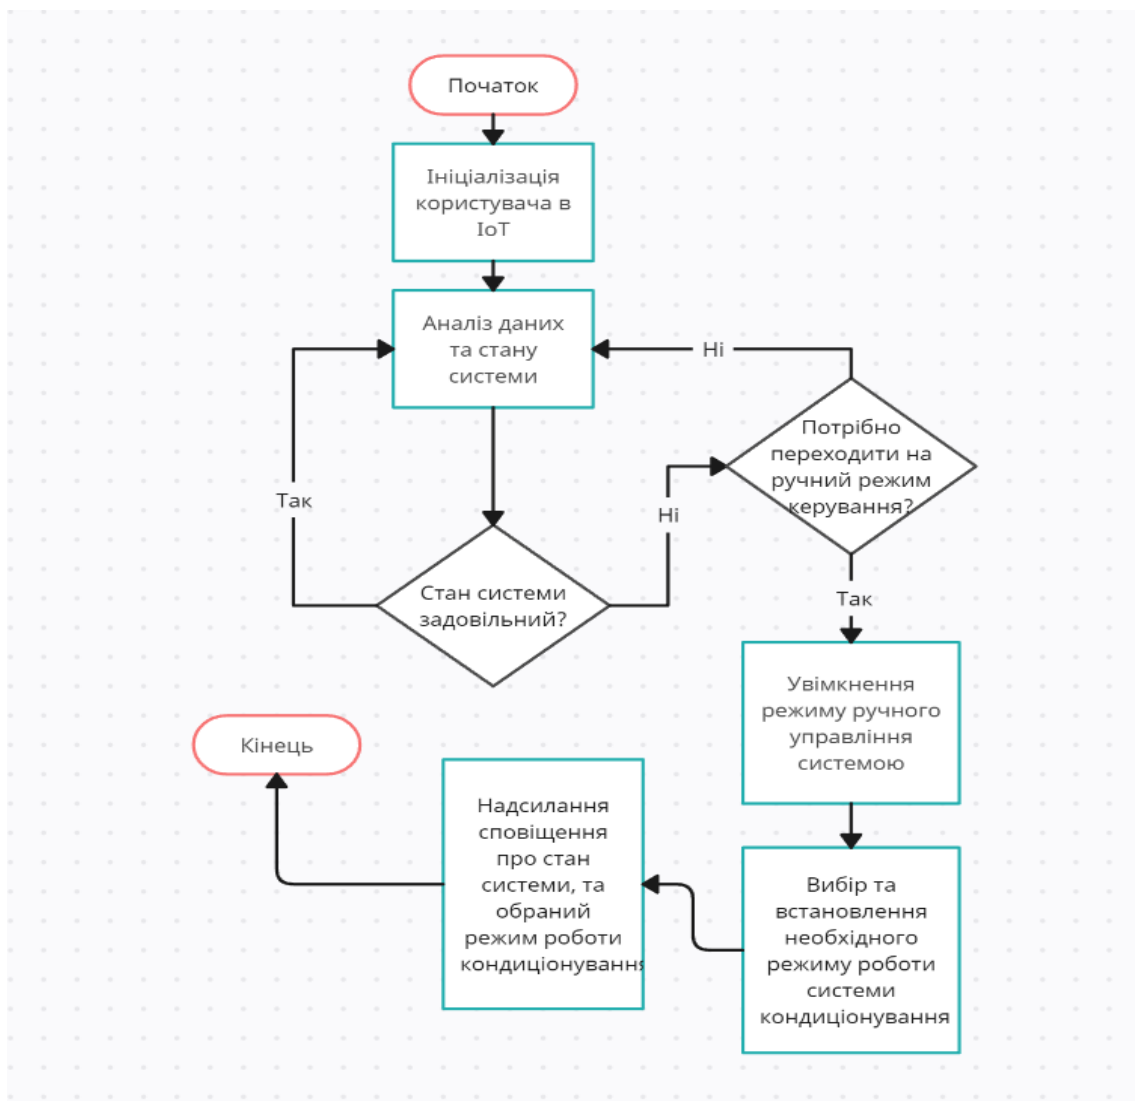 Початок
Ініціалізація
користувача в
IoT
Аналіз даних
та стану
системи
Ні
Потрібно
переходити на
ручний режим
керування?
Так
Ні
Стан системи
задовільний?
Так
Увімкнення
режиму ручного
управління
системою
Кінець
Надсилання
сповіщення
про стан
системи, та
обраний
режим роботи
кондиціонування
Вибір та
встановлення
необхідного
режиму роботи
системи
кондиціонування